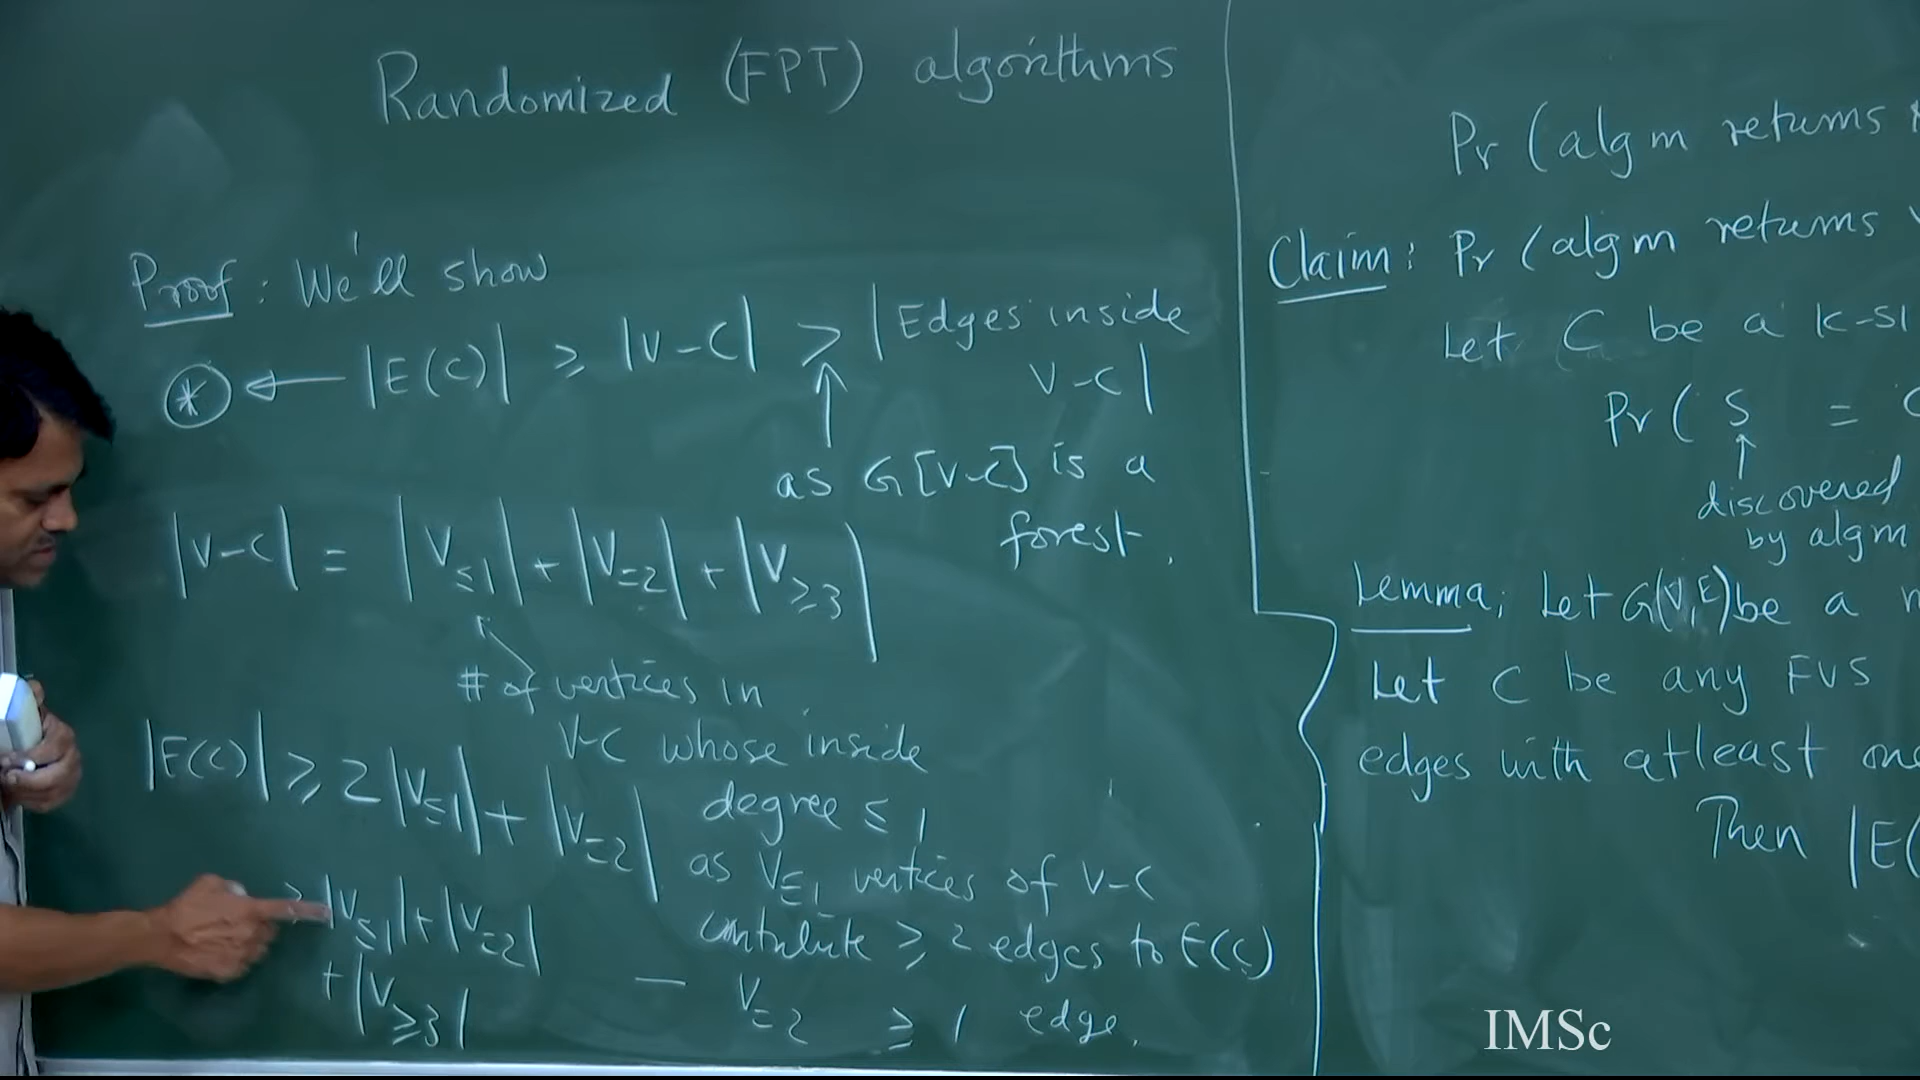 Randomized (FPT) algorithms
Proof: We'll show
⊛ ← |E(C)| ≥ |V-C| > |Edges inside
V-C|
↑
as G[V-C] is a
forest.
|V-C| = |V≤1| + |V=2| + |V≥3|
# of vertices in
V-C whose inside
degree ≤ 1
|E(C)| ≥ 2|V≤1| + |V=2|
as V≤1 vertices of V-C
contribute ≥ 2 edges to E(C)
≥ |V≤1| + |V=2|
+ |V≥3|
— V=2 ≥ 1 edge.
Pr (algm returns
Claim: Pr (algm returns
Let C be a k-si
Pr ( S =
↑
discovered
by algm
Lemma; Let G(V,E) be a
Let C be any FVS
edges with atleast one
Then |E(
IMSc